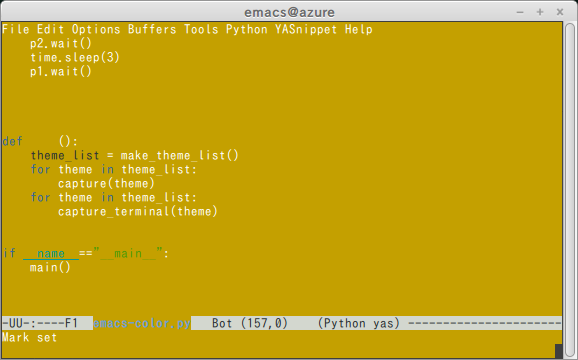 emacs@azure
File Edit Options Buffers Tools Python YASnippet Help
    p2.wait()
    time.sleep(3)
    p1.wait()
def     ():
    theme_list = make_theme_list()
    for theme in theme_list:
        capture(theme)
    for theme in theme_list:
        capture_terminal(theme)
if __name__=="__main__":
    main()
-UU-:----F1  emacs-color.py   Bot (157,0)    (Python yas) ----------------------
Mark set